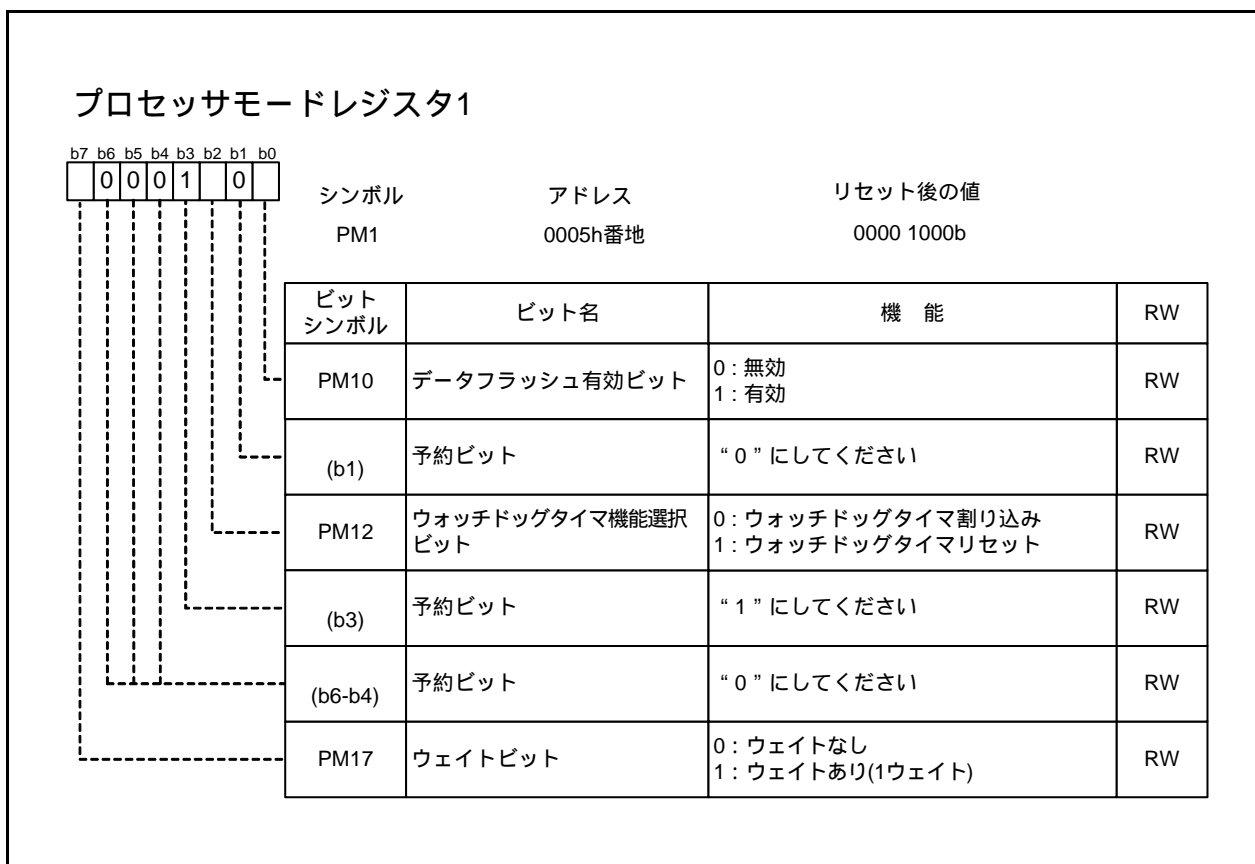 プロセッサモードレジスタ1
b7 b6 b5 b4 b3 b2 b1 b0
0 0 0 1 0
シンボル アドレス リセット後の値
PM1 0005h番地 0000 1000b
ビット
シンボル
ビット名
機 能
RW
PM10
データフラッシュ有効ビット
0 : 無効
1 : 有効
RW
(b1)
予約ビット
“ 0 ” にしてください
RW
PM12
ウォッチドッグタイマ機能選択
ビット
0 : ウォッチドッグタイマ割り込み
1 : ウォッチドッグタイマリセット
RW
(b3)
予約ビット
“ 1 ” にしてください
RW
(b6-b4)
予約ビット
“ 0 ” にしてください
RW
PM17
ウェイトビット
0 : ウェイトなし
1 : ウェイトあり(1ウェイト)
RW